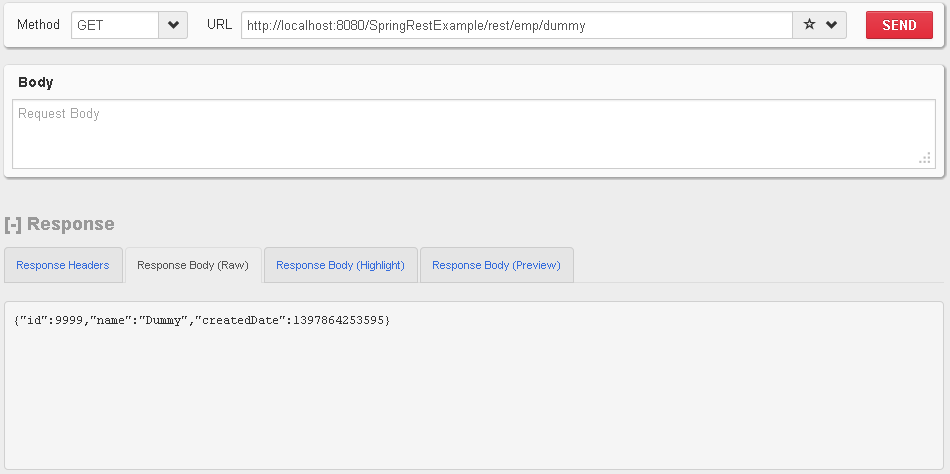 Method GET URL http://localhost:8080/SpringRestExample/rest/emp/dummy SEND
Body
Request Body
[-] Response
Response Headers Response Body (Raw) Response Body (Highlight) Response Body (Preview)
{"id":9999,"name":"Dummy","createdDate":1397864253595}